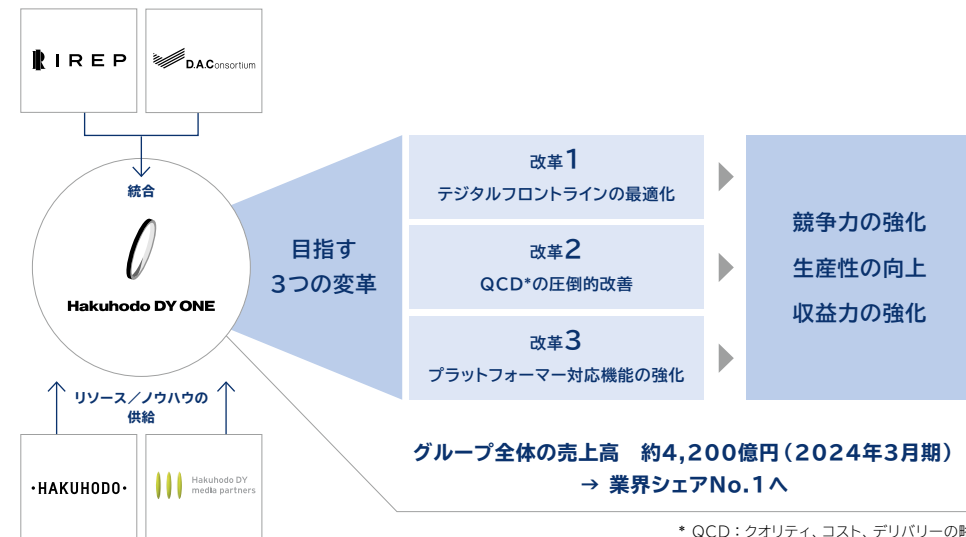 IREP
D.A.Consortium
統合
Hakuhodo DY ONE
リソース／ノウハウの
供給
・HAKUHODO・
Hakuhodo DY
media partners
目指す
3つの変革
改革1
テジタルフロントラインの最適化
改革2
QCD*の圧倒的改善
改革3
プラットフォーマー対応機能の強化
競争力の強化
生産性の向上
収益力の強化
グループ全体の売上高　約4,200億円（2024年3月期）
→ 業界シェアNo.1へ
* QCD：クオリティ、コスト、デリバリーの略